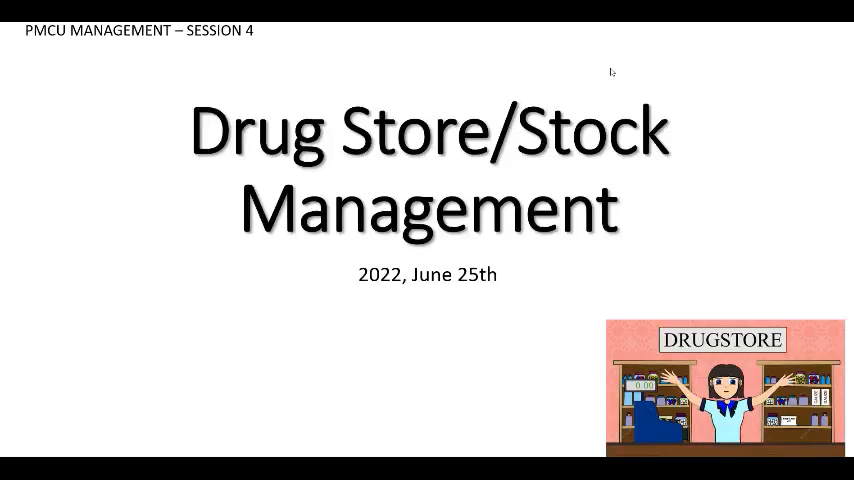 PMCU MANAGEMENT – SESSION 4
Drug Store/Stock
Management
2022, June 25th
DRUGSTORE
0.00